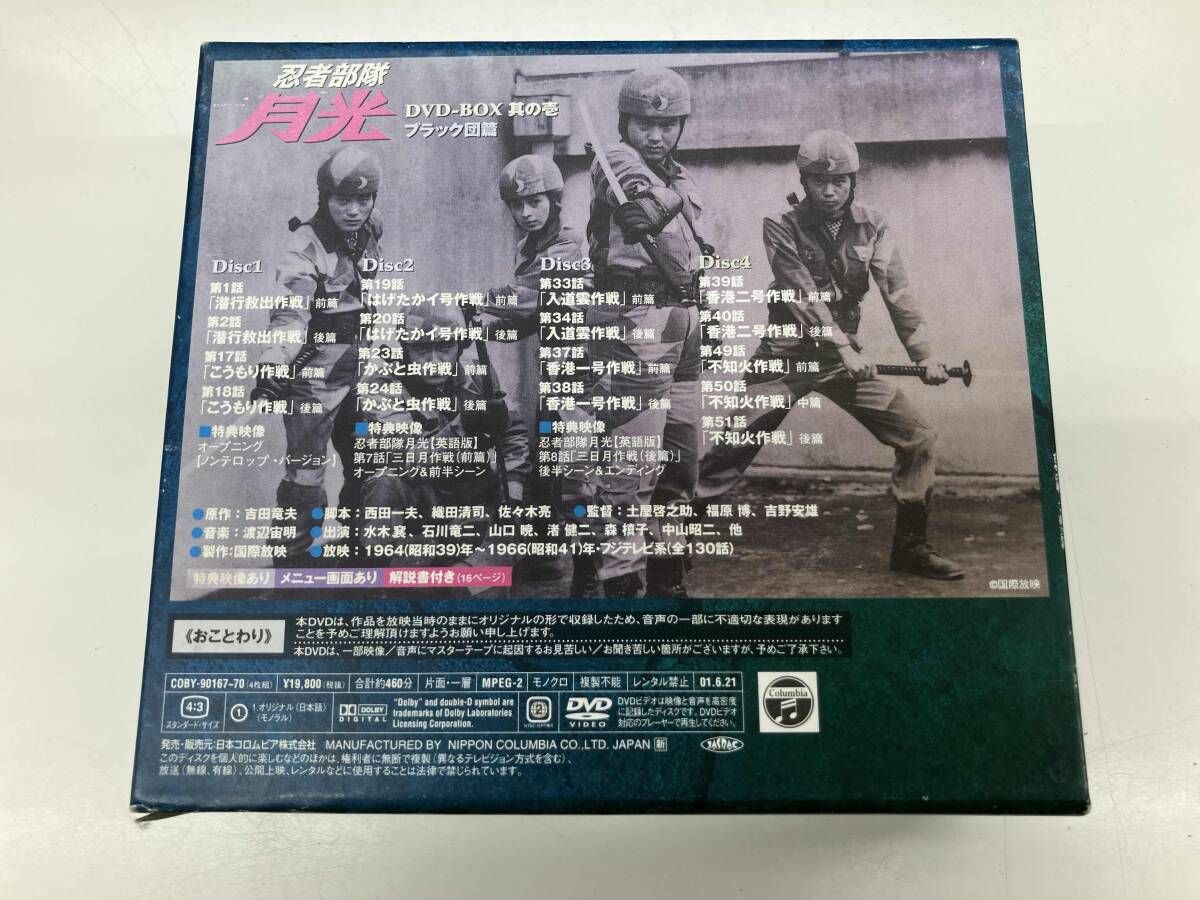 忍者部隊
月光
DVD-BOX 其の壱
ブラック団篇
Disc1
第1話
「潜行救出作戦」前篇
第2話
「潜行救出作戦」後篇
第17話
「こうもり作戦」前篇
第18話
「こうもり作戦」後篇
■特典映像
オープニング
[ノンテロップ・バージョン]
Disc2
第19話
「はげたかイ号作戦」前篇
第20話
「はげたかイ号作戦」後篇
第23話
「かぶと虫作戦」前篇
第24話
「かぶと虫作戦」後篇
■特典映像
忍者部隊月光【英語版】
第7話「三日月作戦(前篇)」
オープニング&前半シーン
Disc3
第33話
「入道雲作戦」前篇
第34話
「入道雲作戦」後篇
第37話
「香港一号作戦」前篇
第38話
「香港一号作戦」後篇
■特典映像
忍者部隊月光【英語版】
第8話「三日月作戦(後篇)」
後半シーン&エンディング
Disc4
第39話
「香港二号作戦」前篇
第40話
「香港二号作戦」後篇
第49話
「不知火作戦」前篇
第50話
「不知火作戦」中篇
第51話
「不知火作戦」後篇
●原作:吉田竜夫 ●脚本:西田一夫、織田清司、佐々木亮 ●監督:土屋啓之助、福原 博、吉野安雄
●音楽:渡辺宙明 ●出演:水木 襄、石川竜二、山口 暁、渚 健二、森 槙子、中山昭二、他
●製作:国際放映 ●放映:1964(昭和39)年~1966(昭和41)年・フジテレビ系(全130話)
特典映像あり メニュー画面あり 解説書付き(16ページ)
©国際放映
《おことわり》
本DVDは、作品を放映当時のままにオリジナルの形で収録したため、音声の一部に不適切な表現があります
ことを予めご理解頂けますようお願い申し上げます。
本DVDは、一部映像/音声にマスターテープに起因するお見苦しい/お聞き苦しい箇所がございますが、予めご了承下さい。
COBY-90167~70(4枚組) ¥19,800(税抜) 合計約460分 片面・一層 MPEG-2 モノクロ 複製不能 レンタル禁止 01.6.21
4:3
スタンダード・サイズ
① 1.オリジナル(日本語)
(モノラル)
DOLBY
DIGITAL
"Dolby" and double-D symbol are
trademarks of Dolby Laboratories
Licensing Corporation.
2
DVD
VIDEO
DVDビデオは映像と音声を高密度
に記録したディスクです。DVDビデオ
対応のプレーヤーで再生してください。
Columbia
発売・販売元:日本コロムビア株式会社 MANUFACTURED BY NIPPON COLUMBIA CO.,LTD. JAPAN 新
JASRAC
このディスクを個人的に楽しむなどのほかは、権利者に無断で複製(異なるテレビジョン方式を含む)、
放送(無線、有線)、公開上映、レンタルなどに使用することは法律で禁じられています。